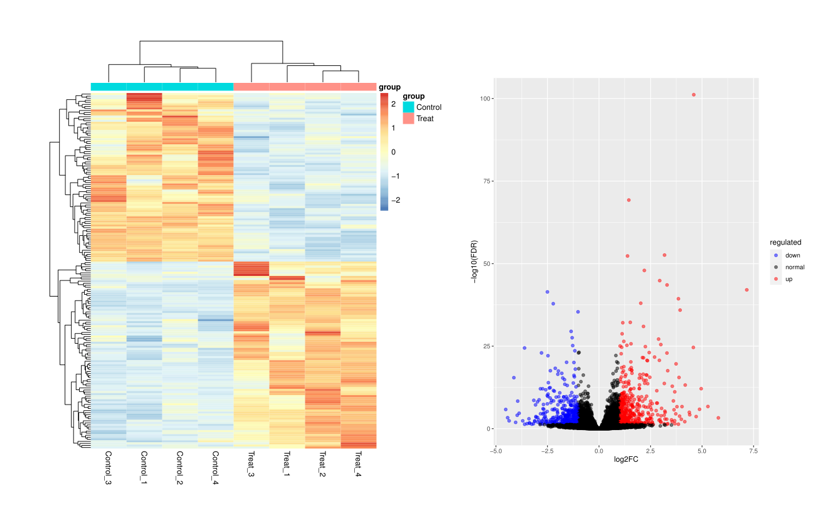 group
group
Control
Treat
2
1
0
−1
−2
Control_3
Control_1
Control_2
Control_4
Treat_3
Treat_1
Treat_2
Treat_4
100
75
50
25
0
−log10(FDR)
−5.0
−2.5
0.0
2.5
5.0
7.5
log2FC
regulated
down
normal
up